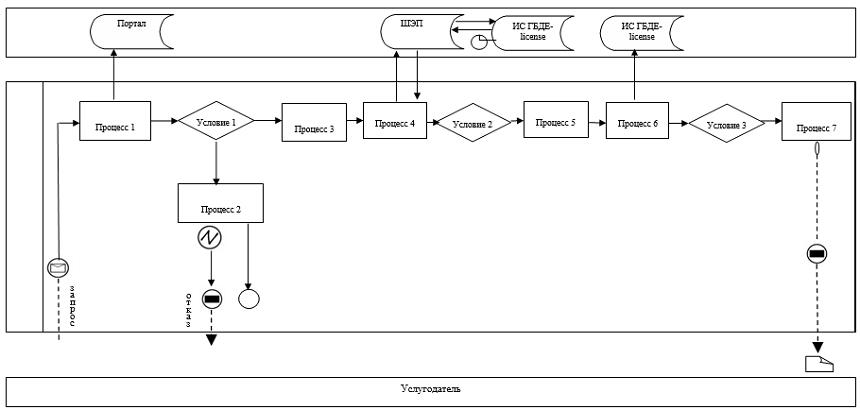 Портал
ШЭП
ИС ГБДЕ-
license
ИС ГБДЕ-
license
Процесс 1
Условие 1
Процесс 3
Процесс 4
Условие 2
Процесс 5
Процесс 6
Условие 3
Процесс 7
Процесс 2
запрос
отказ
Услугодатель